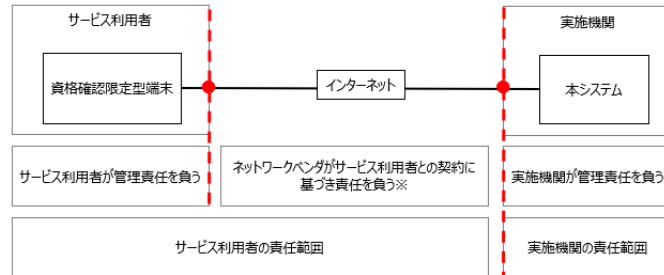 サービス利用者
実施機関
資格確認限定型端末
インターネット
本システム
サービス利用者が管理責任を負う
ネットワークベンダがサービス利用者との契約に
基づき責任を負う※
実施機関が管理責任を負う
サービス利用者の責任範囲
実施機関の責任範囲